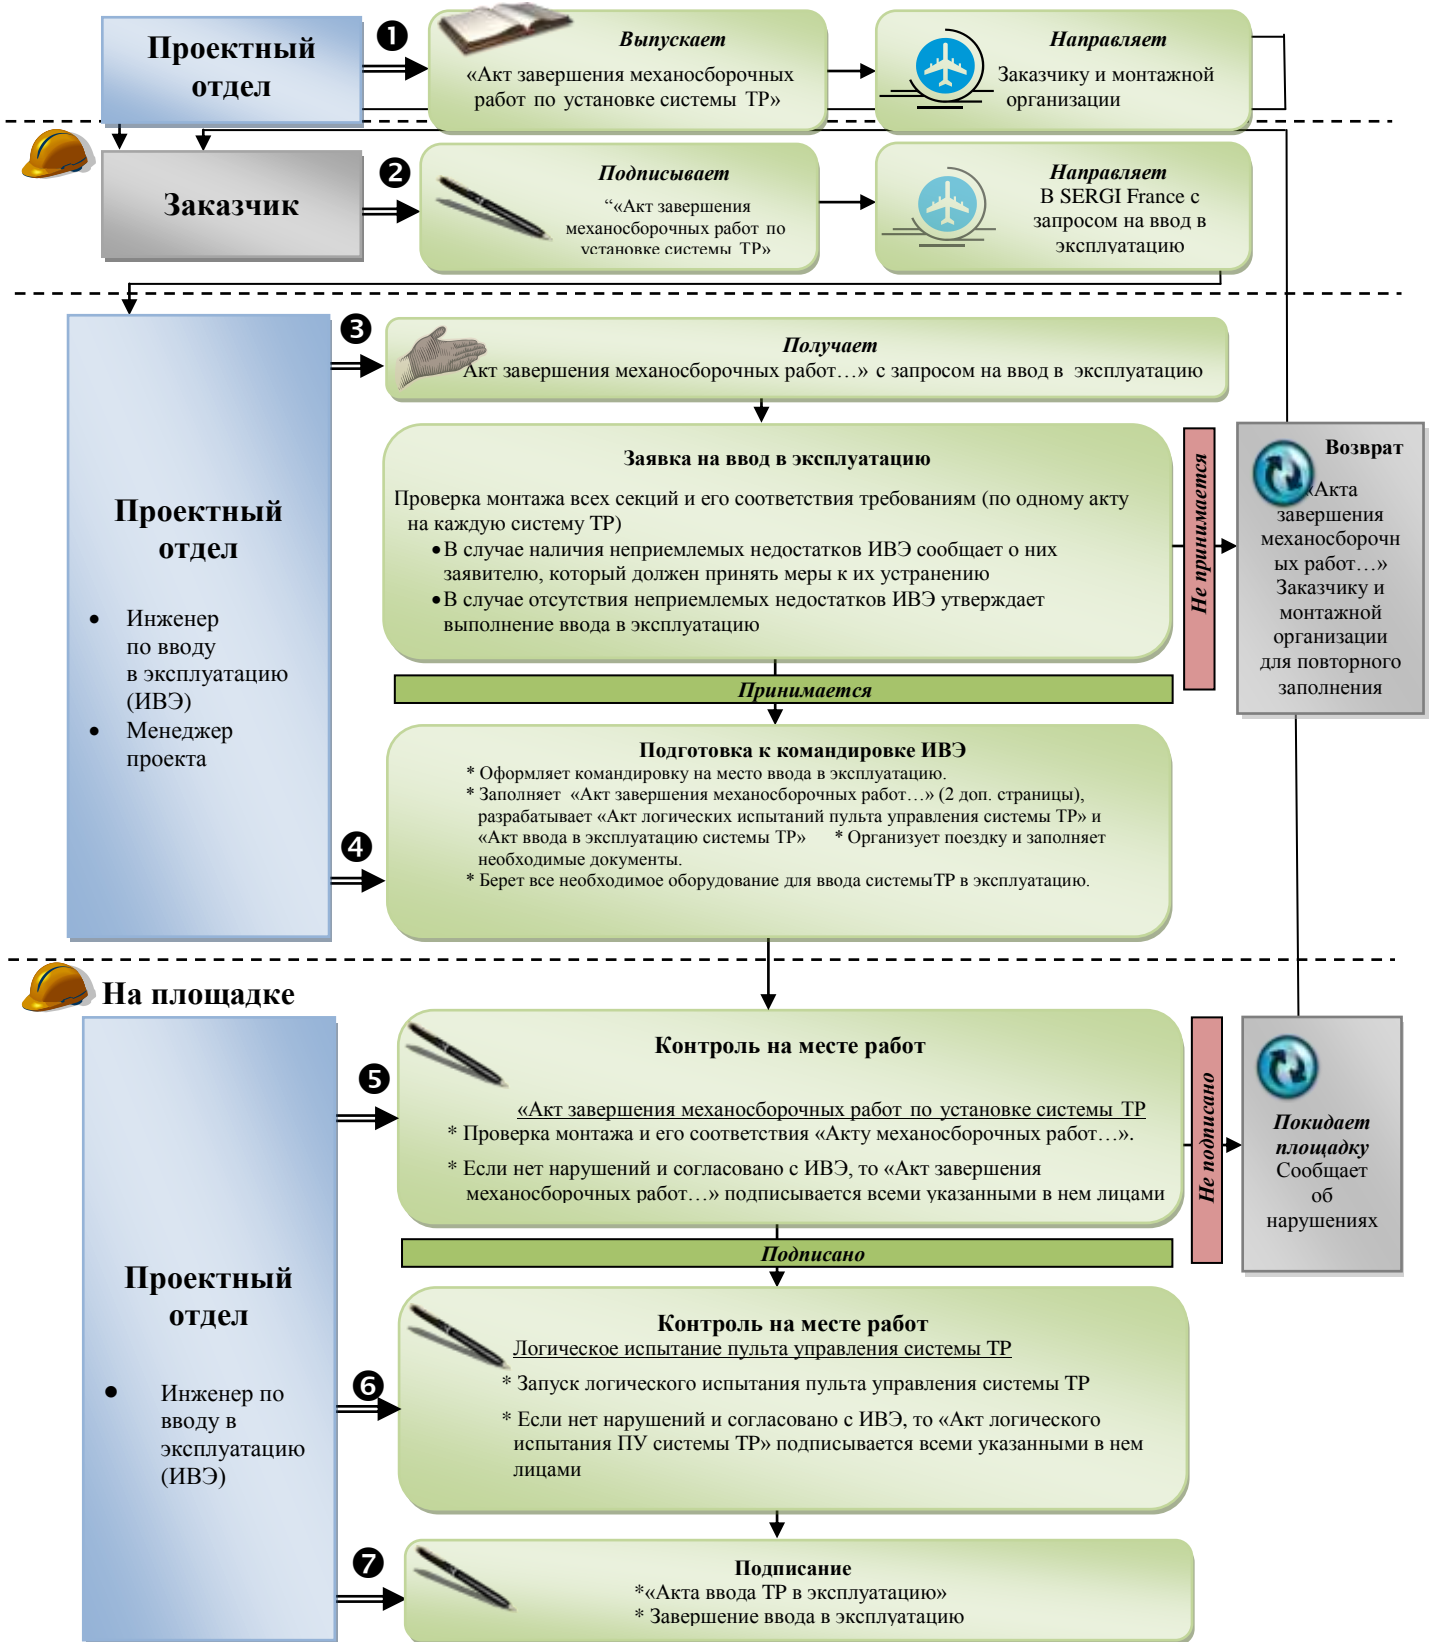 Проектный
отдел
❶
Выпускает
«Акт завершения механосборочных
работ по установке системы ТР»
Направляет
Заказчику и монтажной
организации
Заказчик
❷
Подписывает
“«Акт завершения
механосборочных работ по
установке системы ТР»
Направляет
В SERGI France с
запросом на ввод в
эксплуатацию
Проектный
отдел
• Инженер
по вводу
в эксплуатацию
(ИВЭ)
• Менеджер
проекта
❸
Получает
Акт завершения механосборочных работ…» с запросом на ввод в эксплуатацию
Заявка на ввод в эксплуатацию
Проверка монтажа всех секций и его соответствия требованиям (по одному акту
на каждую систему ТР)
• В случае наличия неприемлемых недостатков ИВЭ сообщает о них
заявителю, который должен принять меры к их устранению
• В случае отсутствия неприемлемых недостатков ИВЭ утверждает
выполнение ввода в эксплуатацию
Не принимается
Возврат
«Акта
завершения
механосборочн
ых работ…»
Заказчику и
монтажной
организации
для повторного
заполнения
Принимается
❹
Подготовка к командировке ИВЭ
* Оформляет командировку на место ввода в эксплуатацию.
* Заполняет «Акт завершения механосборочных работ…» (2 доп. страницы),
разрабатывает «Акт логических испытаний пульта управления системы ТР» и
«Акт ввода в эксплуатацию системы ТР» * Организует поездку и заполняет
необходимые документы.
* Берет все необходимое оборудование для ввода системыТР в эксплуатацию.
На площадке
Проектный
отдел
• Инженер по
вводу в
эксплуатацию
(ИВЭ)
❺
Контроль на месте работ
«Акт завершения механосборочных работ по установке системы ТР
* Проверка монтажа и его соответствия «Акту механосборочных работ…».
* Если нет нарушений и согласовано с ИВЭ, то «Акт завершения
механосборочных работ…» подписывается всеми указанными в нем лицами
Не подписано
Покидает
площадку
Сообщает
об
нарушениях
Подписано
❻
Контроль на месте работ
Логическое испытание пульта управления системы ТР
* Запуск логического испытания пульта управления системы ТР
* Если нет нарушений и согласовано с ИВЭ, то «Акт логического
испытания ПУ системы ТР» подписывается всеми указанными в нем
лицами
❼
Подписание
*«Акта ввода ТР в эксплуатацию»
* Завершение ввода в эксплуатацию